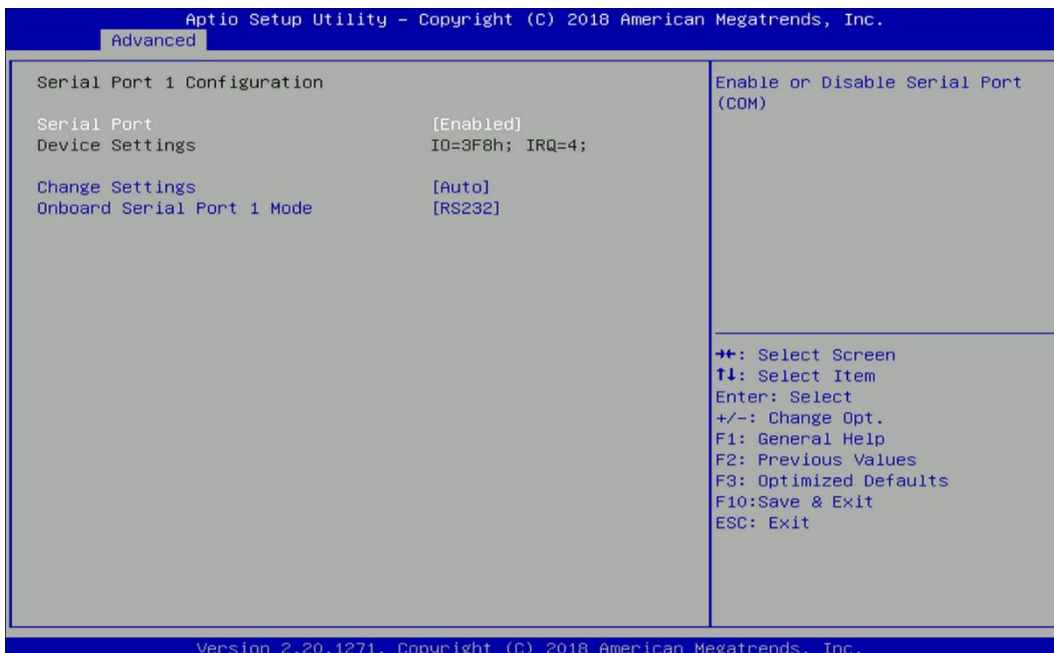 Aptio Setup Utility – Copyright (C) 2018 American Megatrends, Inc.
Advanced
Serial Port 1 Configuration
Serial Port [Enabled]
Device Settings IO=3F8h; IRQ=4;
Change Settings [Auto]
Onboard Serial Port 1 Mode [RS232]
Enable or Disable Serial Port
(COM)
→←: Select Screen
↑↓: Select Item
Enter: Select
+/-: Change Opt.
F1: General Help
F2: Previous Values
F3: Optimized Defaults
F10:Save & Exit
ESC: Exit
Version 2.20.1271. Copyright (C) 2018 American Megatrends, Inc.